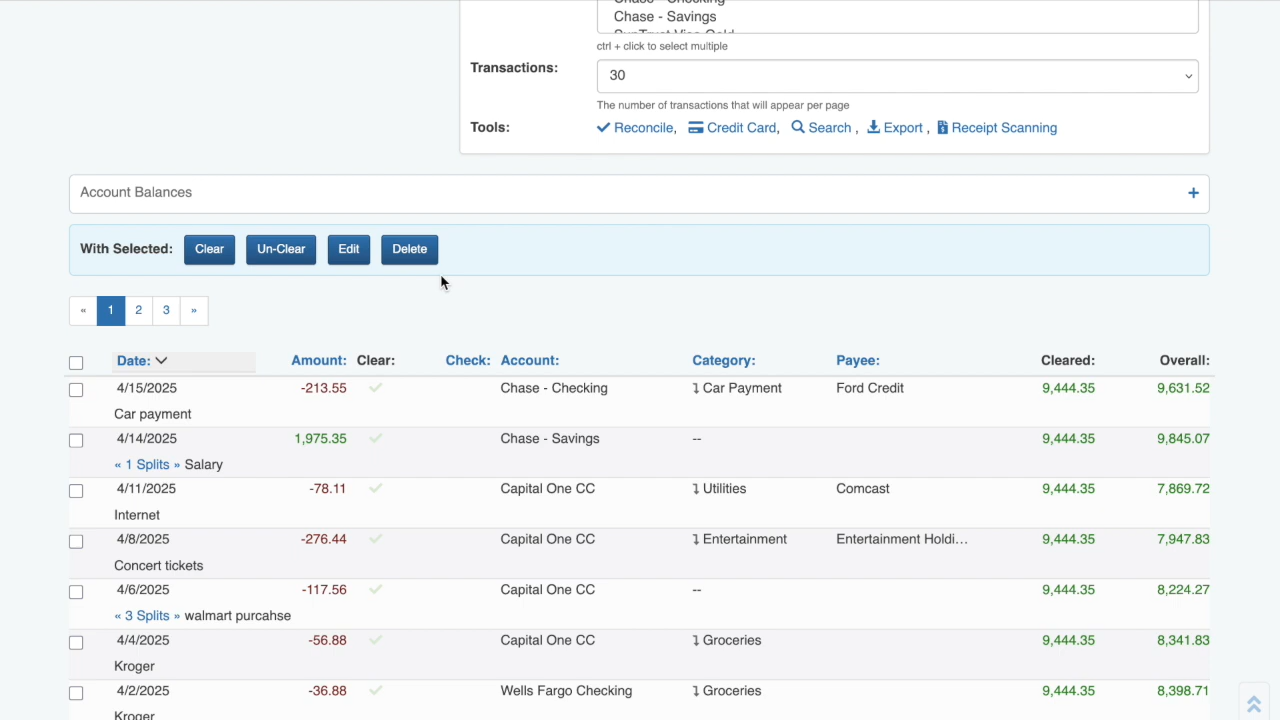 Chase - Checking
Chase - Savings
SunTrust Visa Gold
ctrl + click to select multiple
Transactions: 30
The number of transactions that will appear per page
Tools: Reconcile, Credit Card, Search , Export , Receipt Scanning
Account Balances +
With Selected: Clear Un-Clear Edit Delete
« 1 2 3 »
Date: Amount: Clear: Check: Account: Category: Payee: Cleared: Overall:
4/15/2025 -213.55 Chase - Checking Car Payment Ford Credit 9,444.35 9,631.52
Car payment
4/14/2025 1,975.35 Chase - Savings -- 9,444.35 9,845.07
« 1 Splits » Salary
4/11/2025 -78.11 Capital One CC Utilities Comcast 9,444.35 7,869.72
Internet
4/8/2025 -276.44 Capital One CC Entertainment Entertainment Holdi... 9,444.35 7,947.83
Concert tickets
4/6/2025 -117.56 Capital One CC -- 9,444.35 8,224.27
« 3 Splits » walmart purcahse
4/4/2025 -56.88 Capital One CC Groceries 9,444.35 8,341.83
Kroger
4/2/2025 -36.88 Wells Fargo Checking Groceries 9,444.35 8,398.71
Kroger